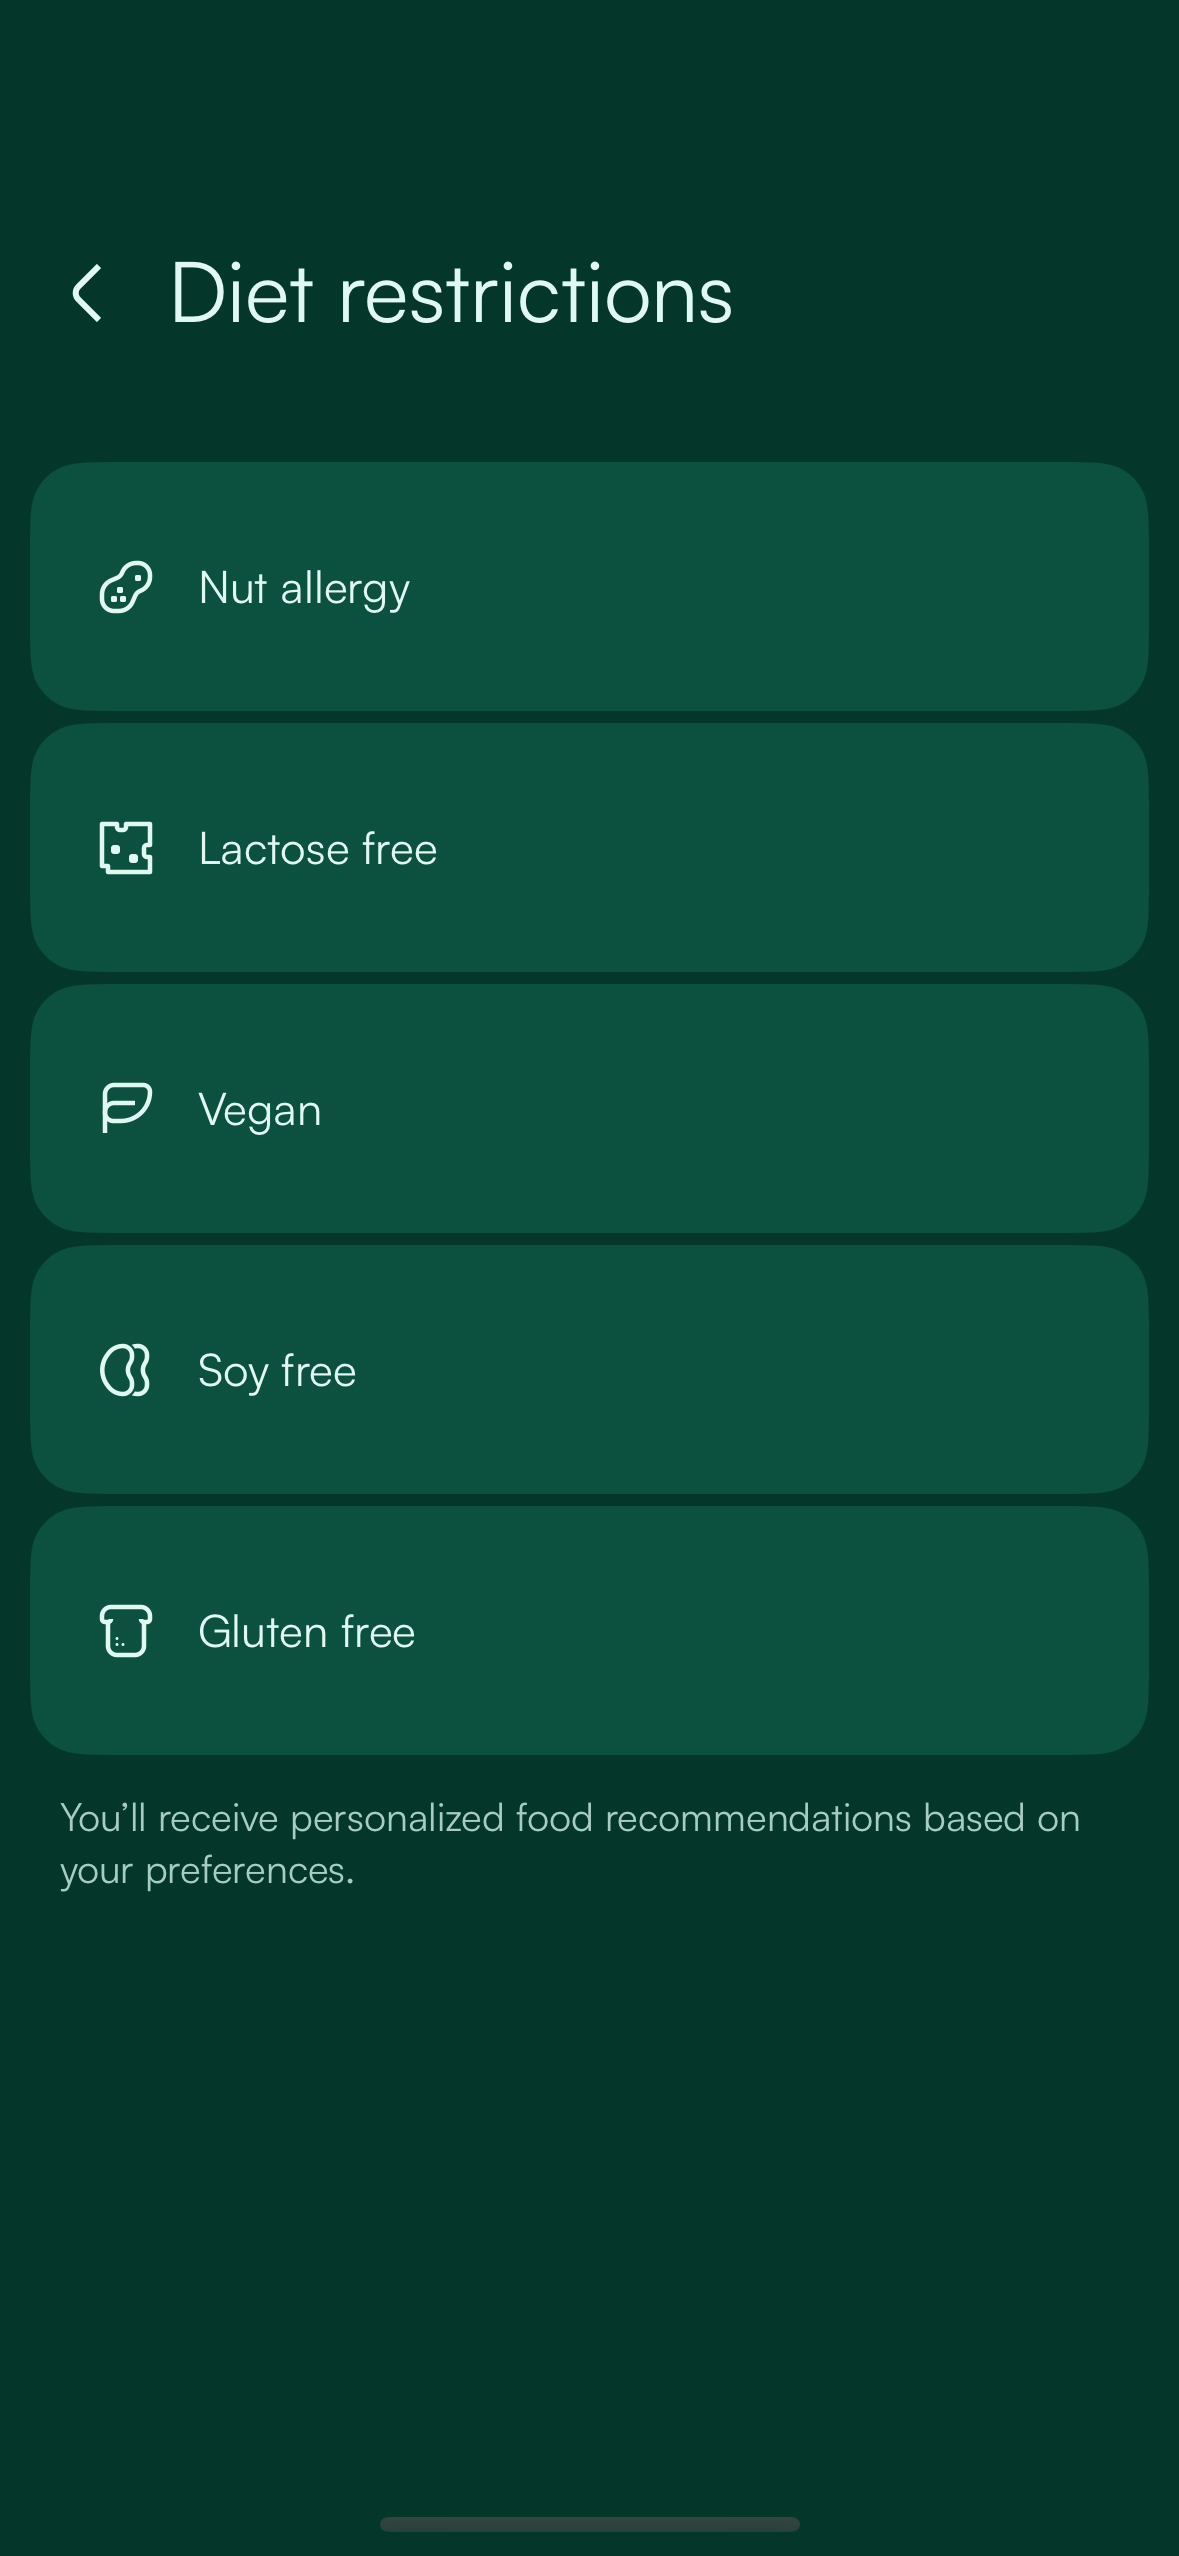 Diet restrictions
Nut allergy
Lactose free
Vegan
Soy free
Gluten free
You’ll receive personalized food recommendations based on
your preferences.